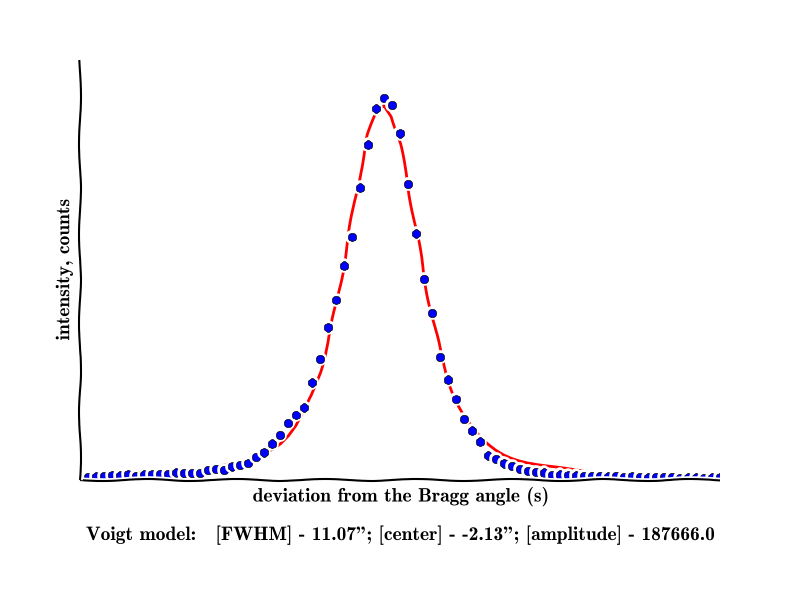 intensity, counts
deviation from the Bragg angle (s)
Voigt model: [FWHM] - 11.07”; [center] - -2.13”; [amplitude] - 187666.0